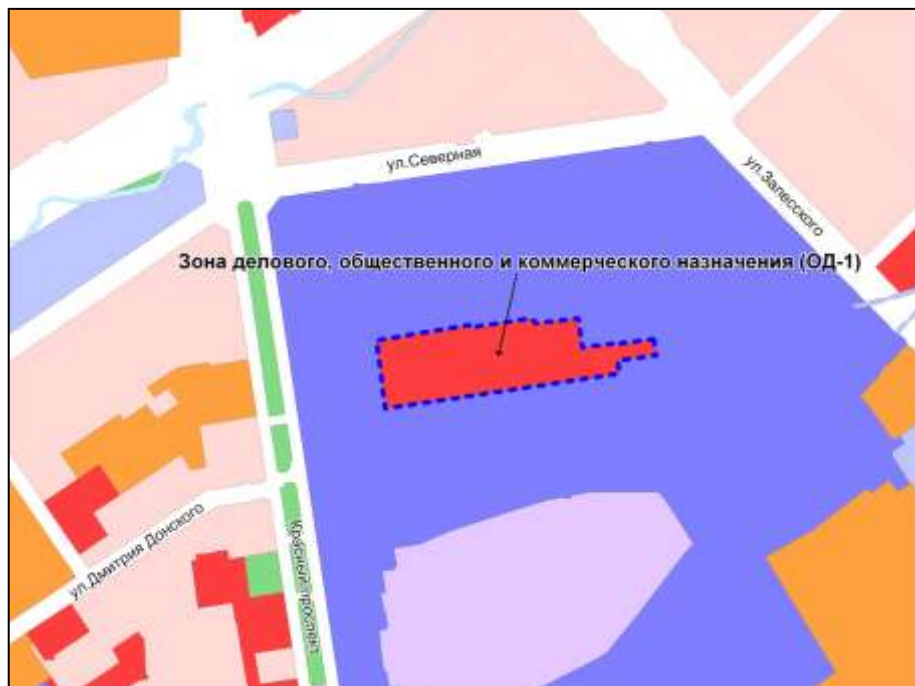 ул.Северная
ул.Залесского
Зона делового, общественного и коммерческого назначения (ОД-1)
ул.Дмитрия Донского
Красный проспект